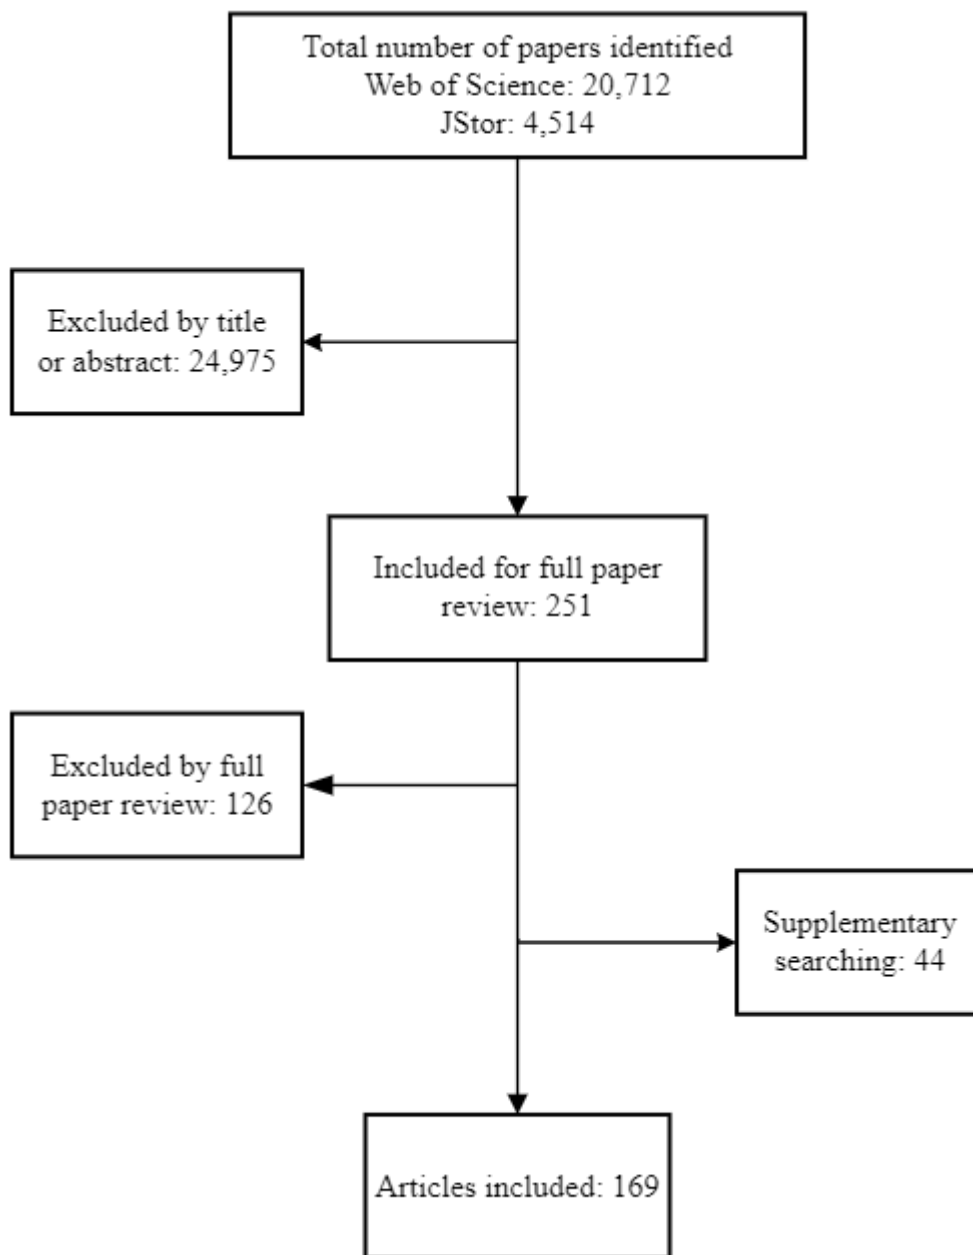 Total number of papers identified
Web of Science: 20,712
JStor: 4,514
Excluded by title
or abstract: 24,975
Included for full paper
review: 251
Excluded by full
paper review: 126
Supplementary
searching: 44
Articles included: 169